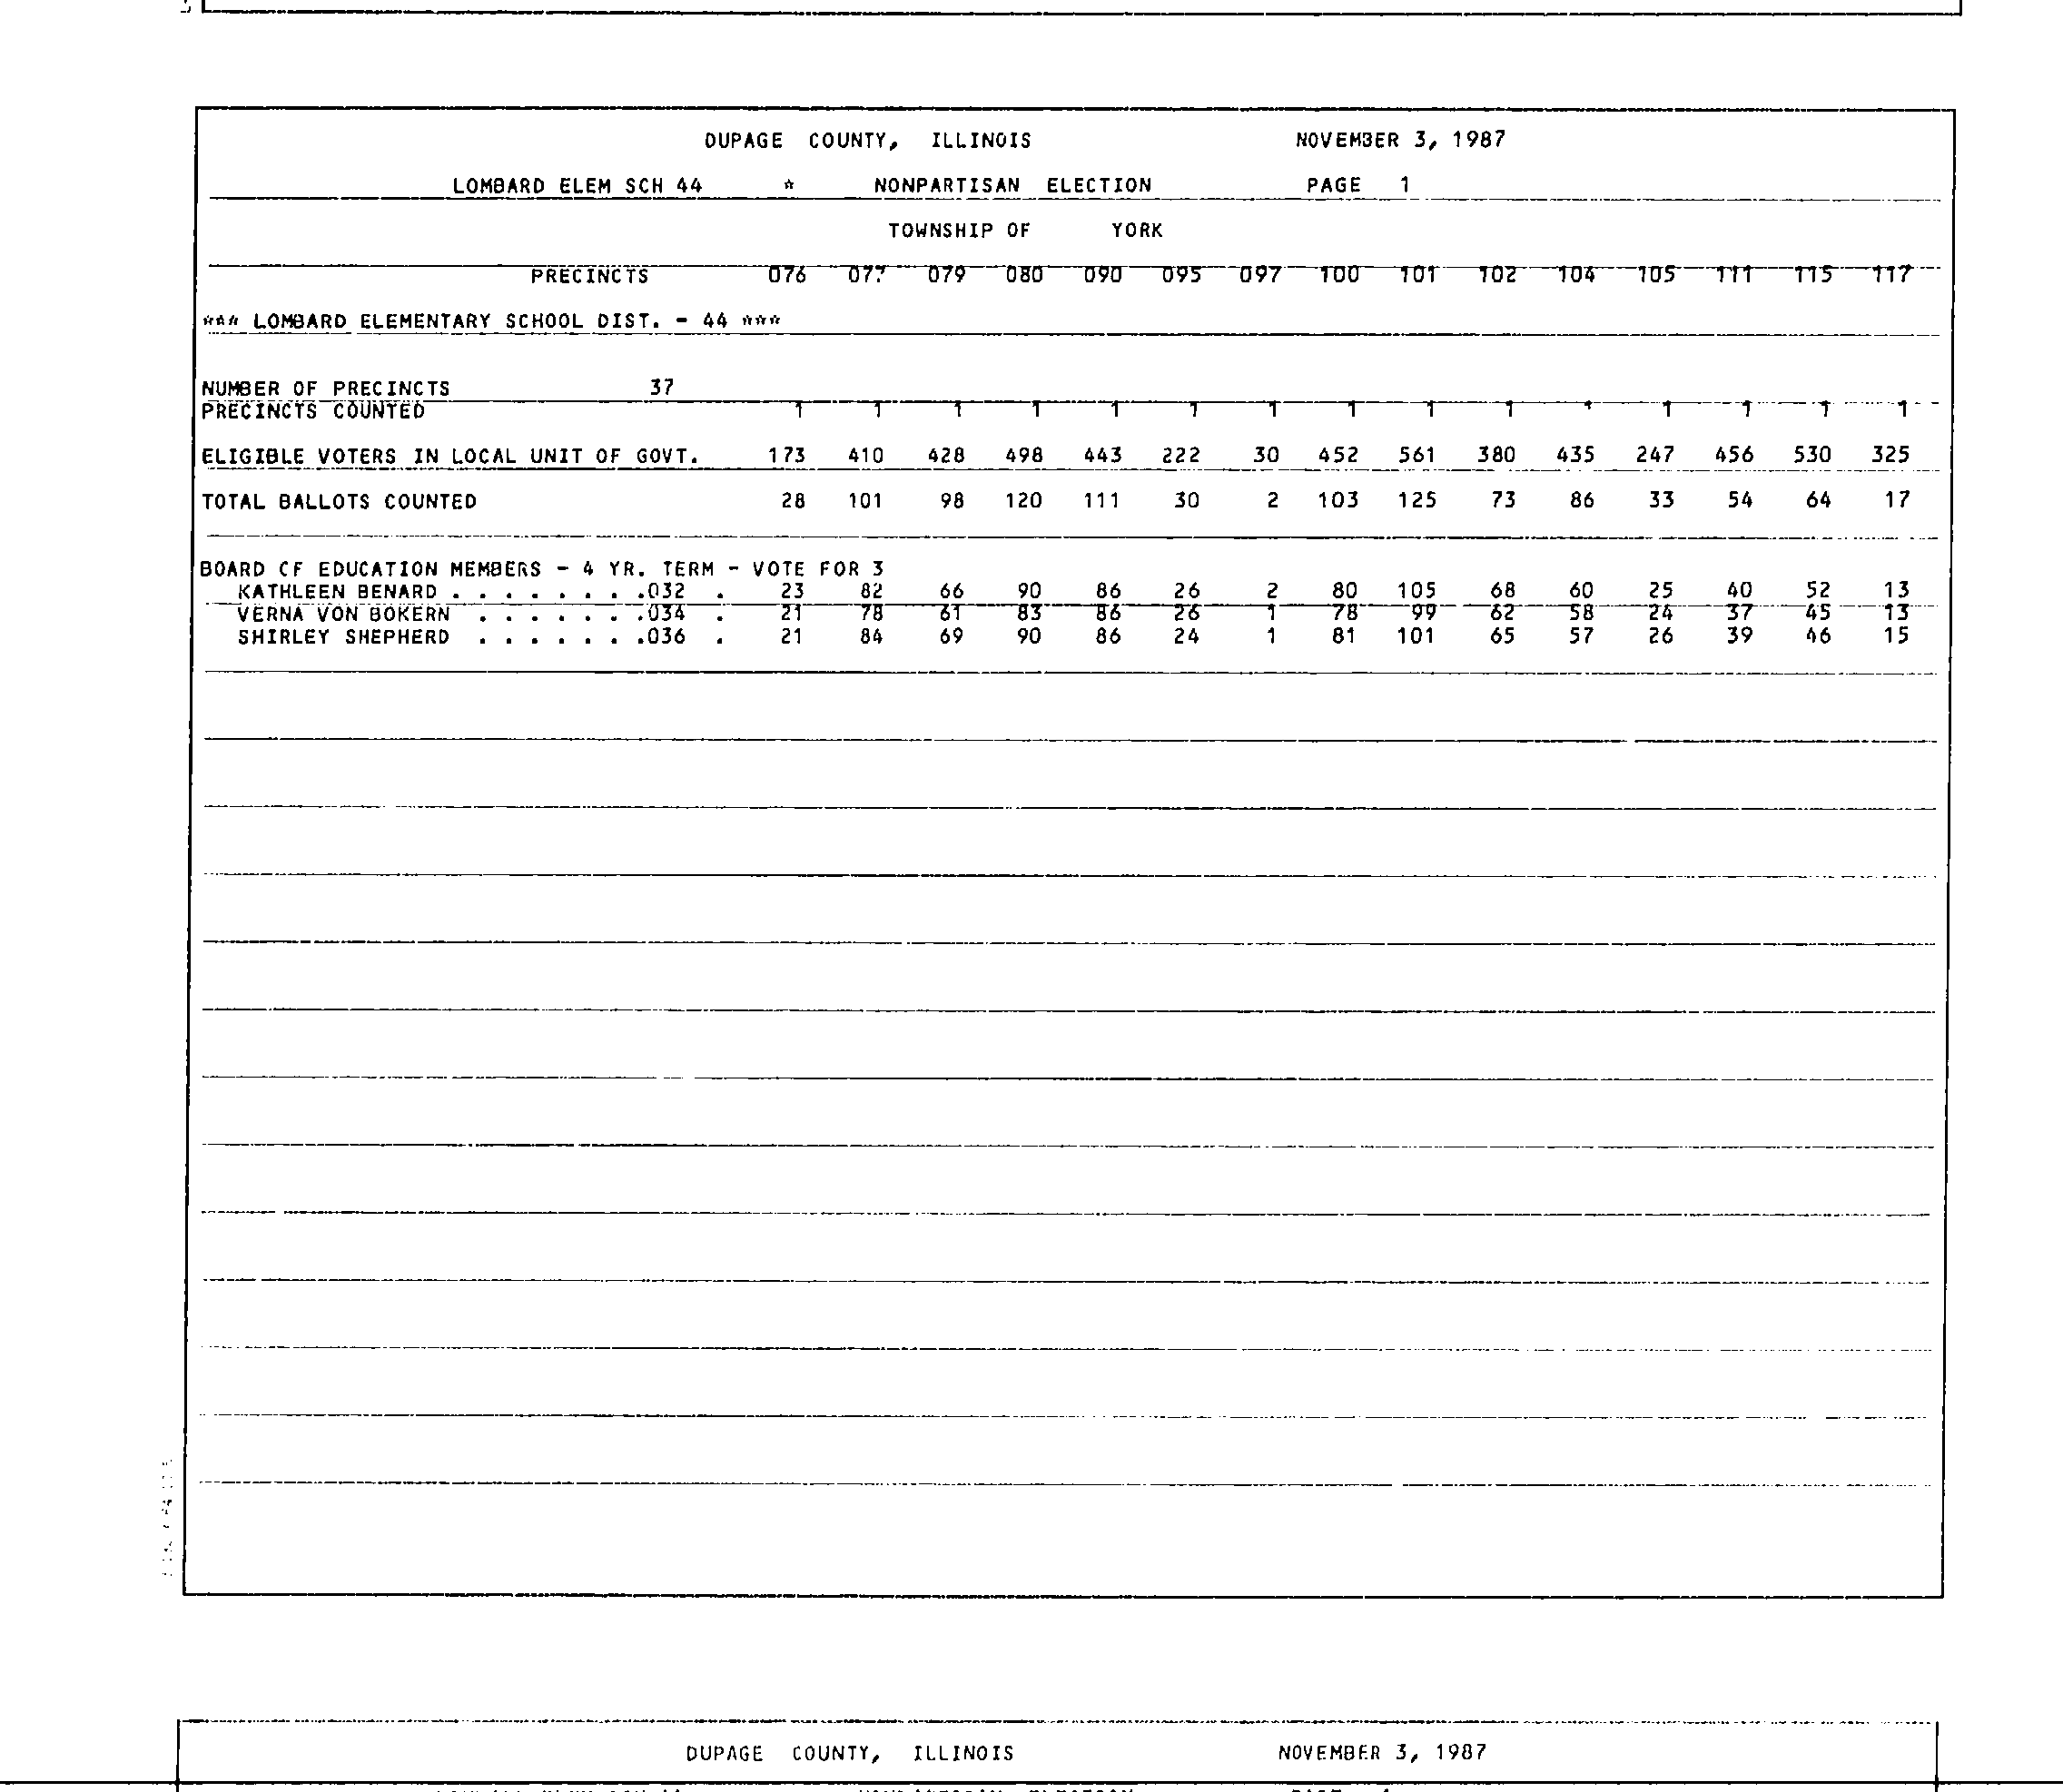 DUPAGE COUNTY, ILLINOIS NOVEMBER 3, 1987
LOMBARD ELEM SCH 44 * NONPARTISAN ELECTION PAGE 1
TOWNSHIP OF YORK
PRECINCTS 076 077 079 080 090 095 097 100 101 102 104 105 111 115 117
*** LOMBARD ELEMENTARY SCHOOL DIST. - 44 ***
NUMBER OF PRECINCTS 37
PRECINCTS COUNTED 1 1 1 1 1 1 1 1 1 1 1 1 1 1 1
ELIGIBLE VOTERS IN LOCAL UNIT OF GOVT. 173 410 428 498 443 222 30 452 561 380 435 247 456 530 325
TOTAL BALLOTS COUNTED 28 101 98 120 111 30 2 103 125 73 86 33 54 64 17
BOARD CF EDUCATION MEMBERS - 4 YR. TERM - VOTE FOR 3
KATHLEEN BENARD . . . . . . . .032 . 23 82 66 90 86 26 2 80 105 68 60 25 40 52 13
VERNA VON BOKERN . . . . . . .034 . 21 78 61 83 86 26 1 78 99 62 58 24 37 45 13
SHIRLEY SHEPHERD . . . . . . .036 . 21 84 69 90 86 24 1 81 101 65 57 26 39 46 15
DUPAGE COUNTY, ILLINOIS NOVEMBER 3, 1987